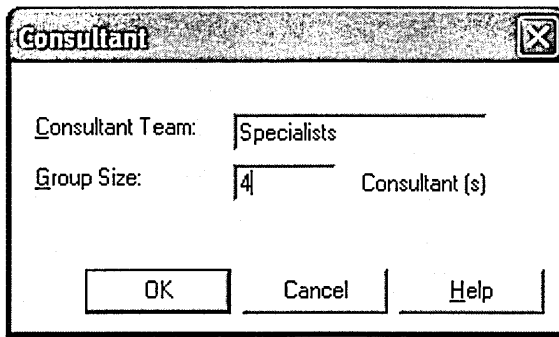 Consultant
Consultant Team: Specialists
Group Size: 4 Consultant (s)
OK Cancel Help